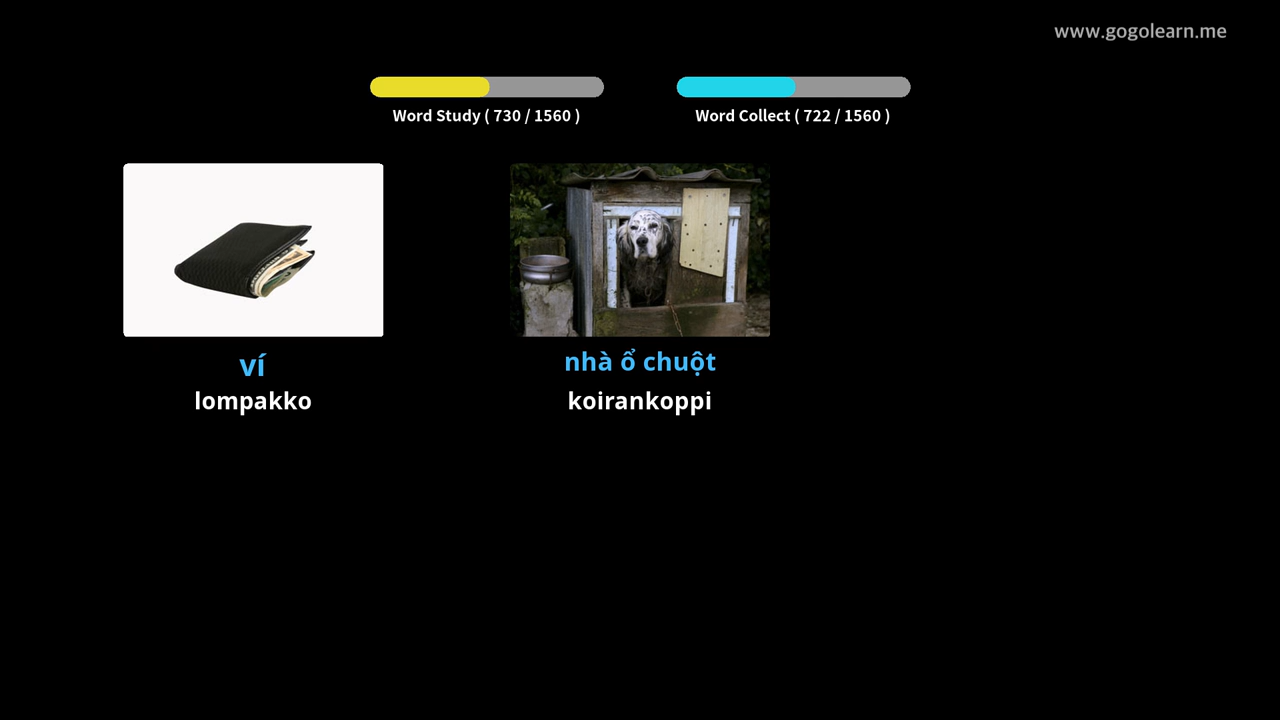 www.gogolearn.me
Word Study ( 730 / 1560 )
Word Collect ( 722 / 1560 )
ví
nhà ổ chuột
lompakko
koirankoppi